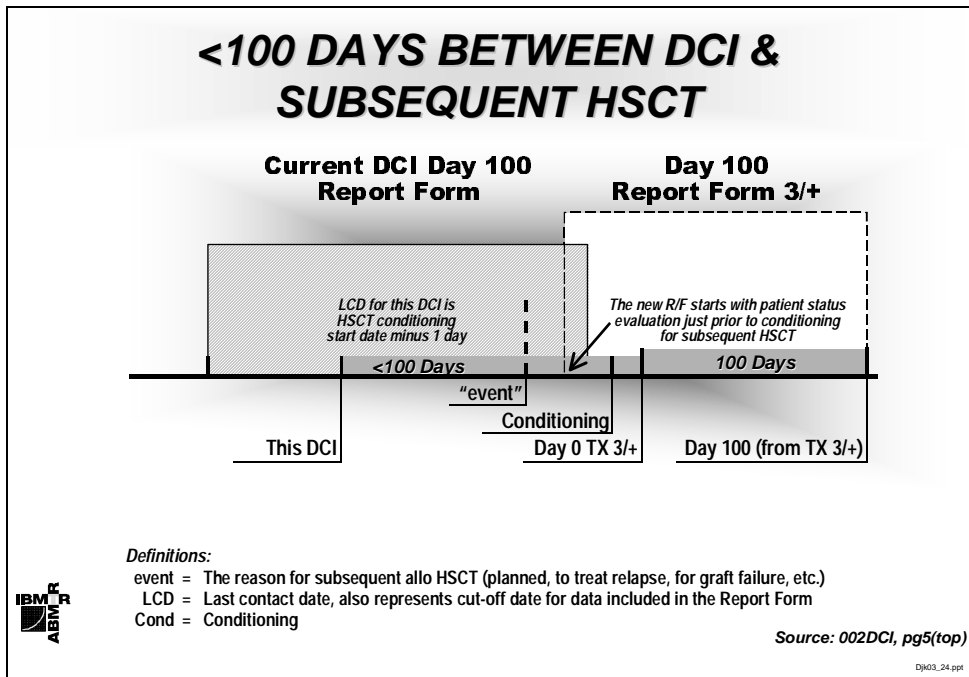 <100 DAYS BETWEEN DCI &
SUBSEQUENT HSCT
Current DCI Day 100
Report Form
Day 100
Report Form 3/+
LCD for this DCI is
HSCT conditioning
start date minus 1 day
The new R/F starts with patient status
evaluation just prior to conditioning
for subsequent HSCT
<100 Days
100 Days
“event”
Conditioning
This DCI
Day 0 TX 3/+
Day 100 (from TX 3/+)
Definitions:
event = The reason for subsequent allo HSCT (planned, to treat relapse, for graft failure, etc.)
LCD = Last contact date, also represents cut-off date for data included in the Report Form
Cond = Conditioning
IBMTR
ABMTR
Source: 002DCI, pg5(top)
Djk03_24.ppt